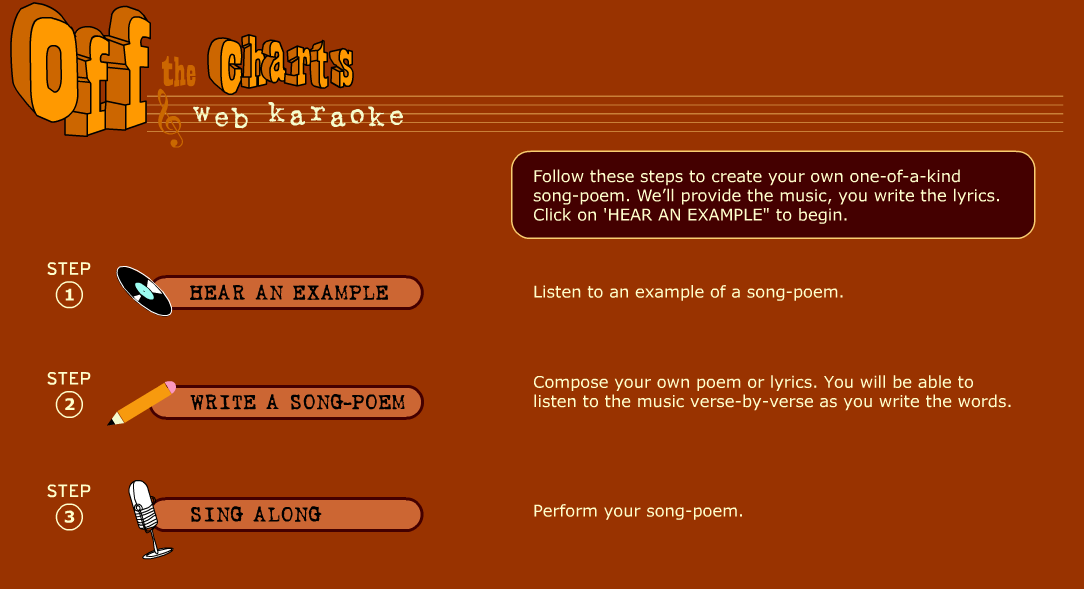 Off the Charts
web karaoke
Follow these steps to create your own one-of-a-kind
song-poem. We’ll provide the music, you write the lyrics.
Click on 'HEAR AN EXAMPLE" to begin.
STEP
1
HEAR AN EXAMPLE
Listen to an example of a song-poem.
STEP
2
WRITE A SONG-POEM
Compose your own poem or lyrics. You will be able to
listen to the music verse-by-verse as you write the words.
STEP
3
SING ALONG
Perform your song-poem.